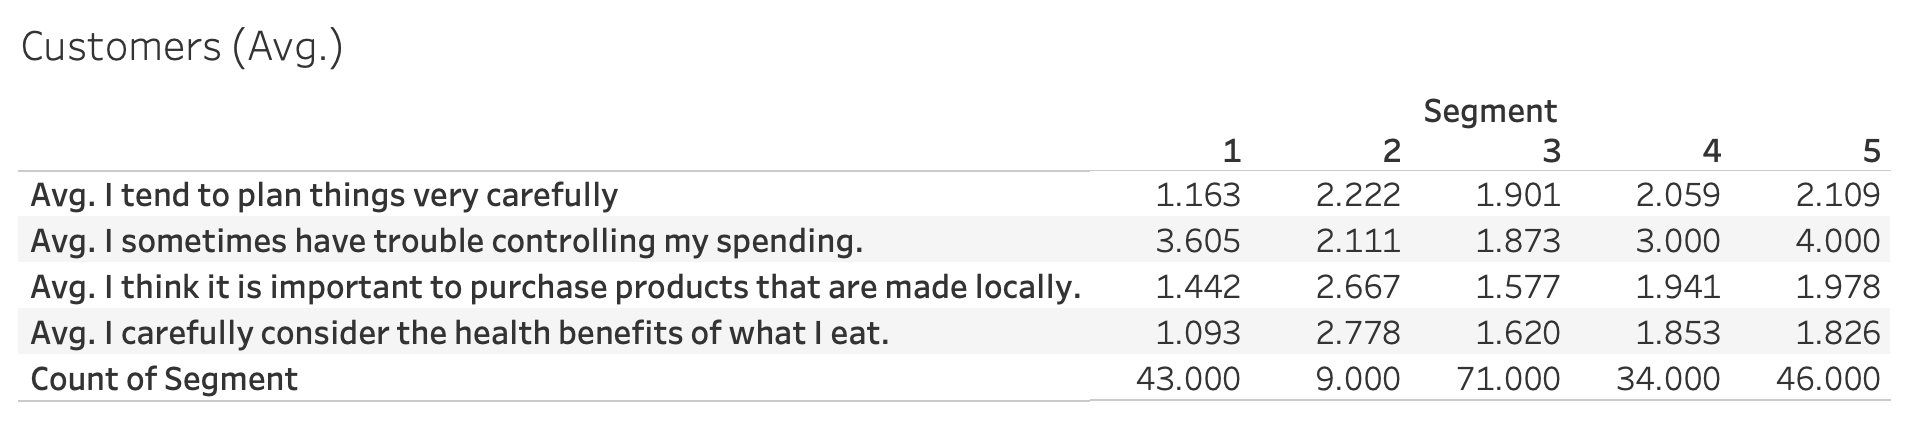 Customers (Avg.)
Segment
1 2 3 4 5
Avg. I tend to plan things very carefully 1.163 2.222 1.901 2.059 2.109
Avg. I sometimes have trouble controlling my spending. 3.605 2.111 1.873 3.000 4.000
Avg. I think it is important to purchase products that are made locally. 1.442 2.667 1.577 1.941 1.978
Avg. I carefully consider the health benefits of what I eat. 1.093 2.778 1.620 1.853 1.826
Count of Segment 43.000 9.000 71.000 34.000 46.000